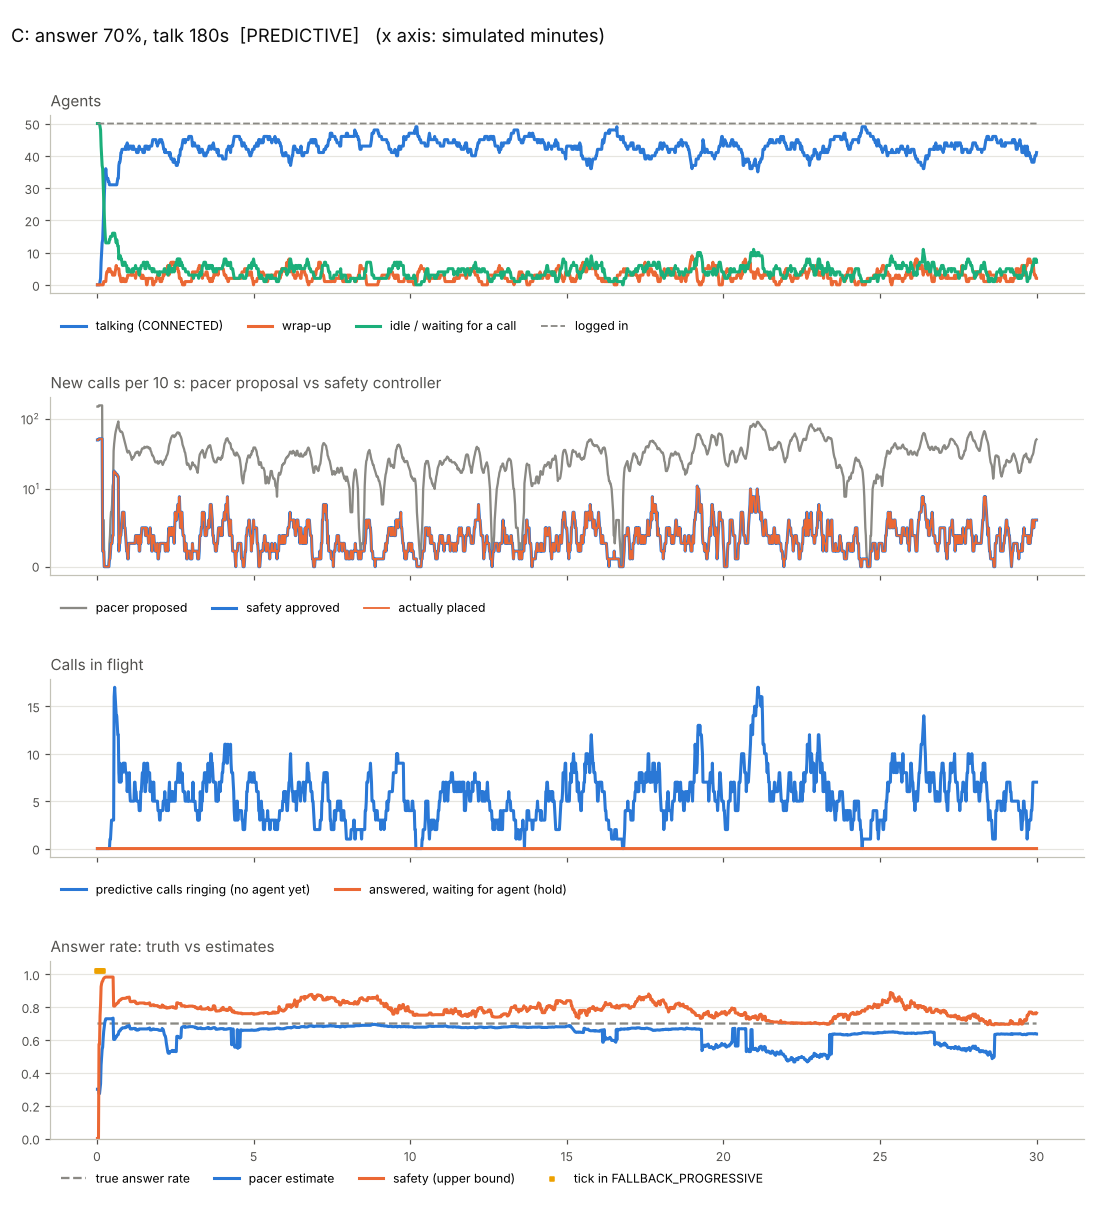 C: answer 70%, talk 180s  [PREDICTIVE]   (x axis: simulated minutes)
Agents
50
40
30
20
10
0
talking (CONNECTED)   wrap-up   idle / waiting for a call   logged in
New calls per 10 s: pacer proposal vs safety controller
10²
10¹
0
pacer proposed   safety approved   actually placed
Calls in flight
15
10
5
0
predictive calls ringing (no agent yet)   answered, waiting for agent (hold)
Answer rate: truth vs estimates
1.0
0.8
0.6
0.4
0.2
0.0
0   5   10   15   20   25   30
true answer rate   pacer estimate   safety (upper bound)   tick in FALLBACK_PROGRESSIVE